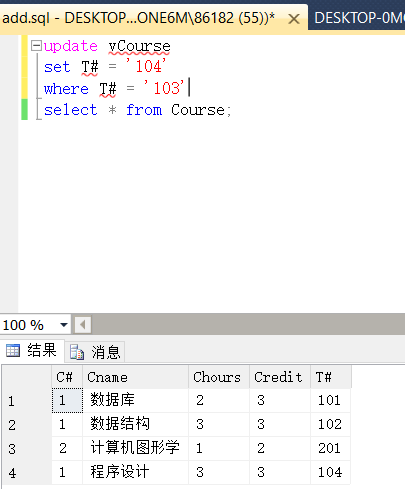 add.sql - DESKTOP...ONE6M\86182 (55))* DESKTOP-0M
update vCourse
set T# = '104'
where T# = '103'
select * from Course;
100 %
结果 消息
C# Cname Chours Credit T#
1 1 数据库 2 3 101
2 1 数据结构 3 3 102
3 2 计算机图形学 1 2 201
4 1 程序设计 3 3 104